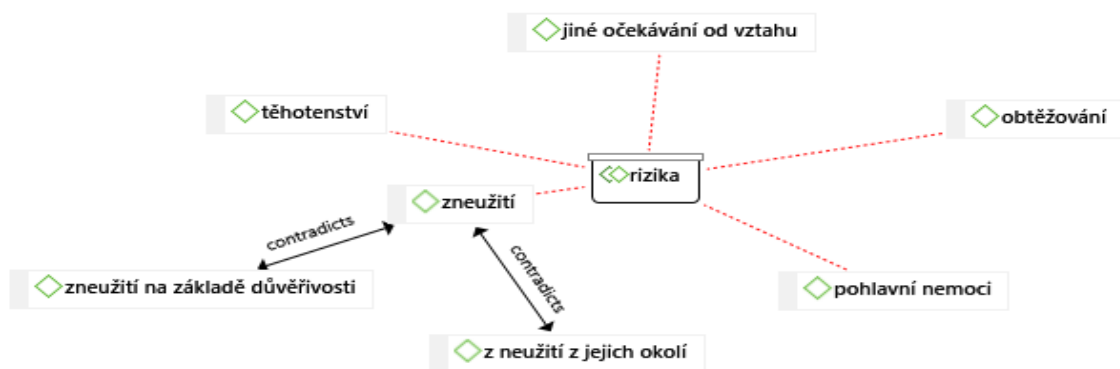 jiné očekávání od vztahu
těhotenství
obtěžování
rizika
zneužití
contradicts
contradicts
zneužití na základě důvěřivosti
pohlavní nemoci
z neužití z jejich okolí